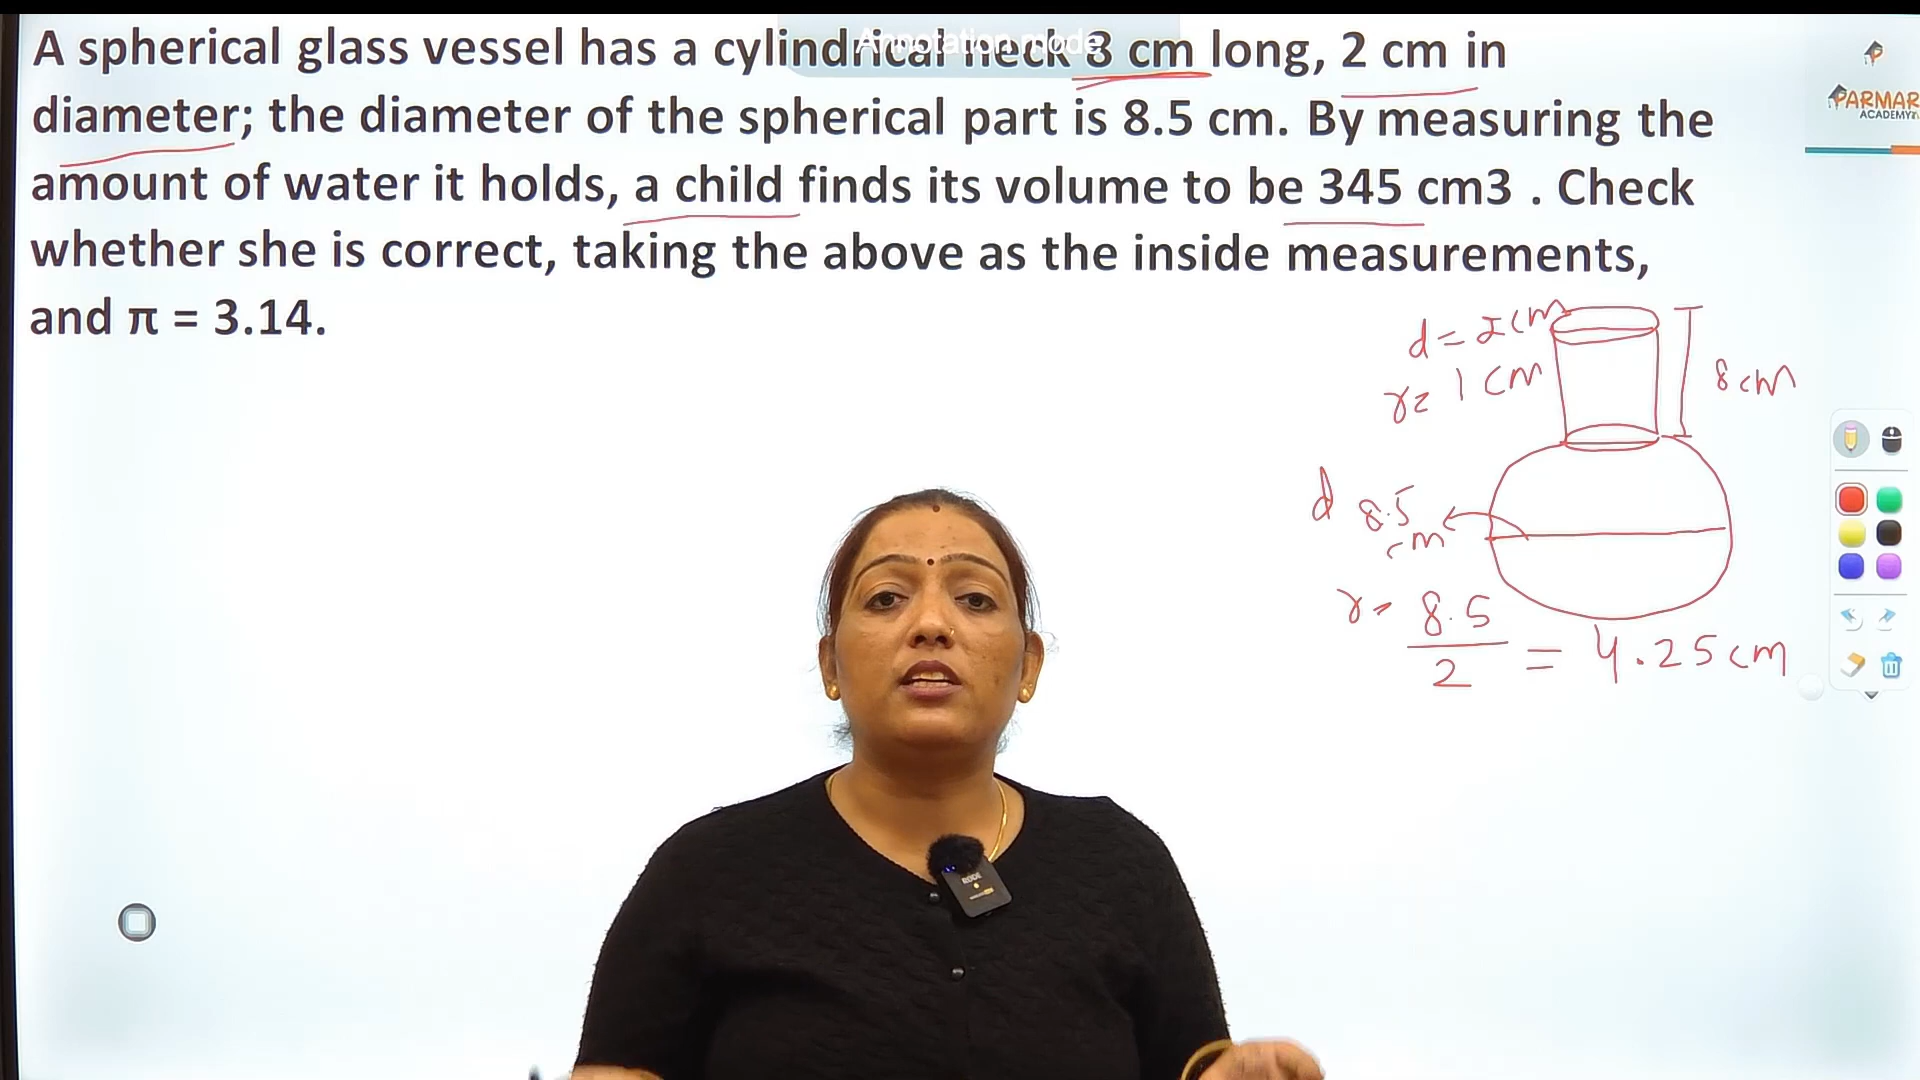 A spherical glass vessel has a cylindrical neck 8 cm long, 2 cm in
Annotation mode
diameter; the diameter of the spherical part is 8.5 cm. By measuring the
amount of water it holds, a child finds its volume to be 345 cm3 . Check
whether she is correct, taking the above as the inside measurements,
and π = 3.14.
PARMAR
ACADEMY
d = 2 cm
r = 1 cm
8 cm
d 8.5
cm
r = 8.5
2
= 4.25 cm
RODE